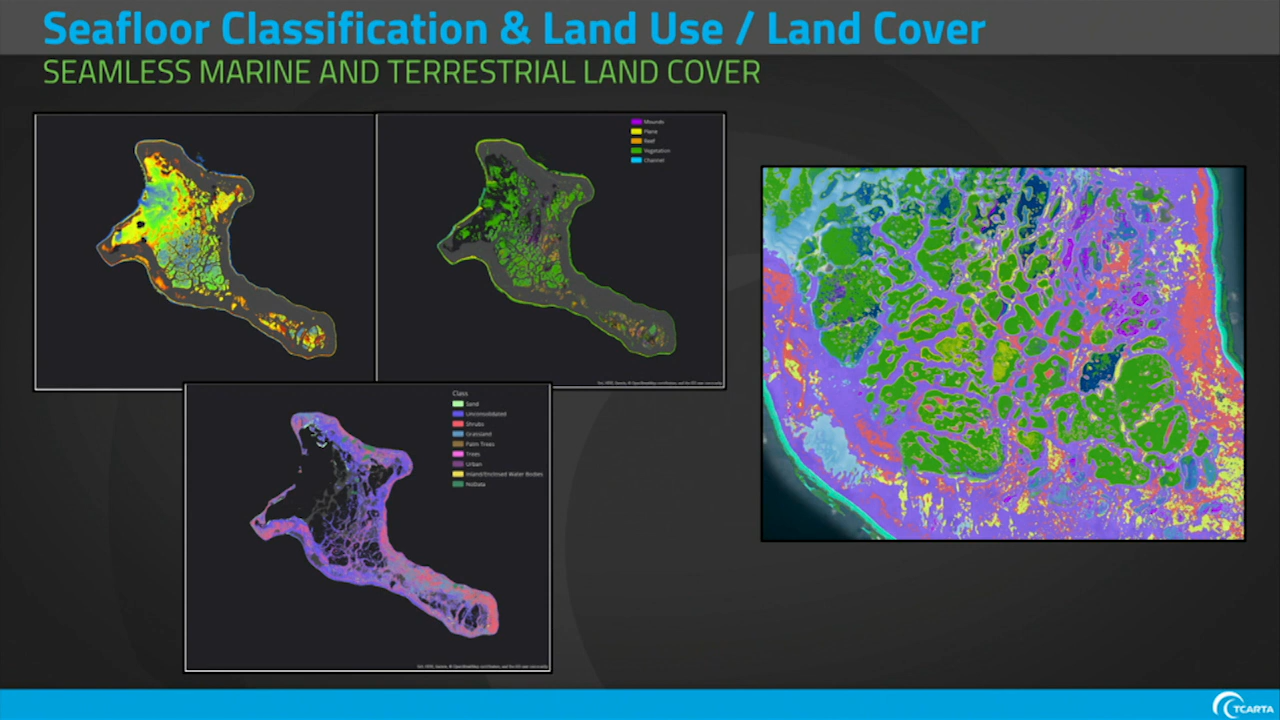 Seafloor Classification & Land Use / Land Cover
SEAMLESS MARINE AND TERRESTRIAL LAND COVER
Mounds
Plane
Reef
Vegetation
Channel
Class
Sand
Unconsolidated
Shrubs
Grassland
Palm Trees
Trees
Urban
Inland/Enclosed Water Bodies
NoData
TCARTA